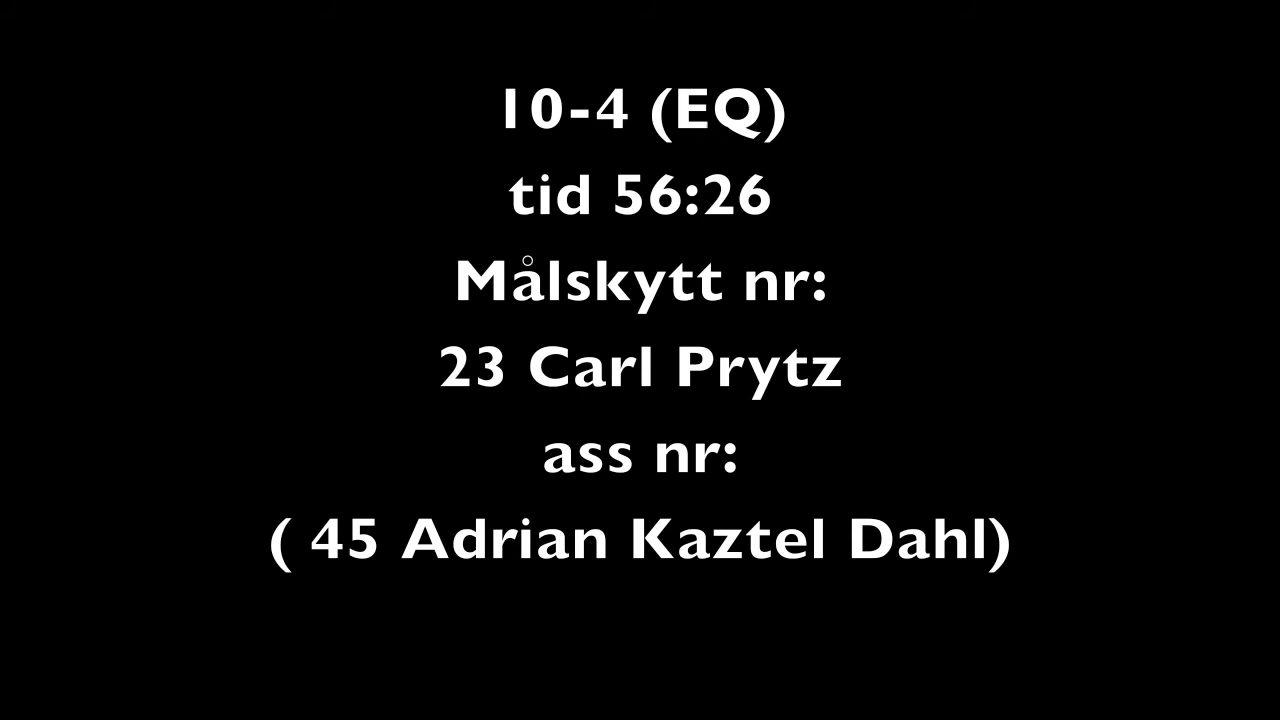 10-4 (EQ)
tid 56:26
Målskytt nr:
23 Carl Prytz
ass nr:
( 45 Adrian Kaztel Dahl)